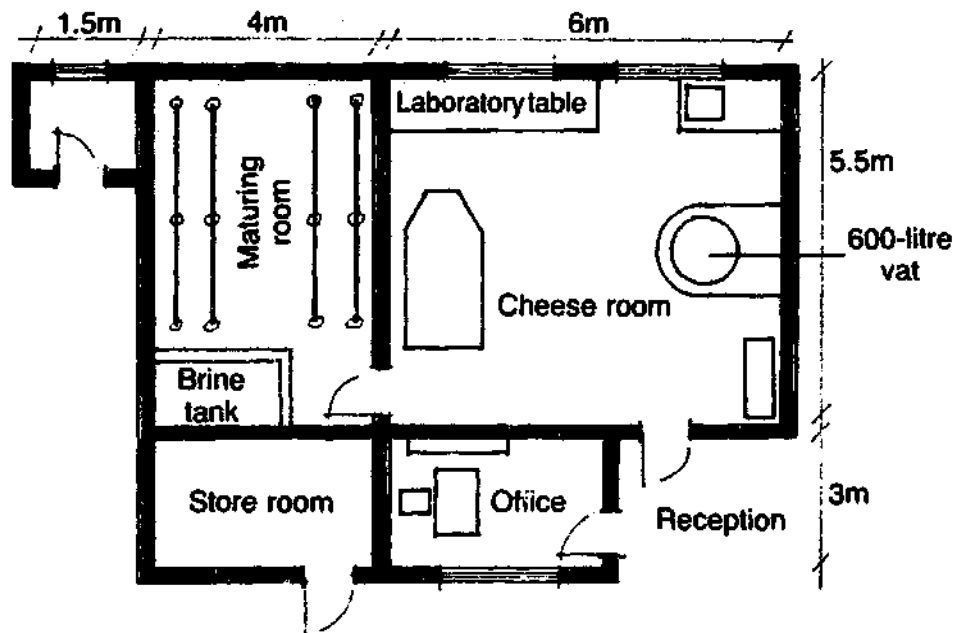 1.5m
4m
6m
Laboratory table
Maturing
room
5.5m
600-litre
vat
Cheese room
Brine
tank
Store room
Office
Reception
3m